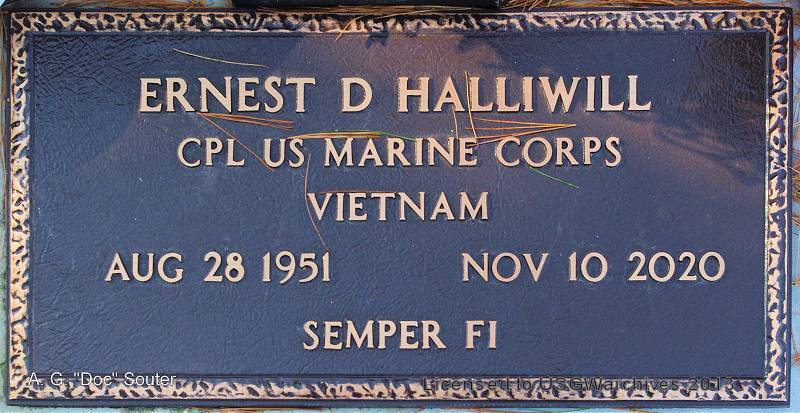 ERNEST D HALLIWILL
CPL US MARINE CORPS
VIETNAM
AUG 28 1951 NOV 10 2020
SEMPER FI
A. G. "Doc" Souter
Licensed to USGWarchives 2013